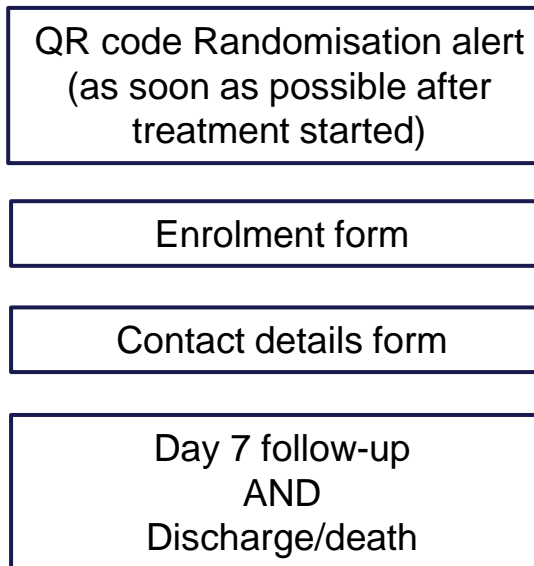 QR code Randomisation alert
(as soon as possible after
treatment started)
Enrolment form
Contact details form
Day 7 follow-up
AND
Discharge/death